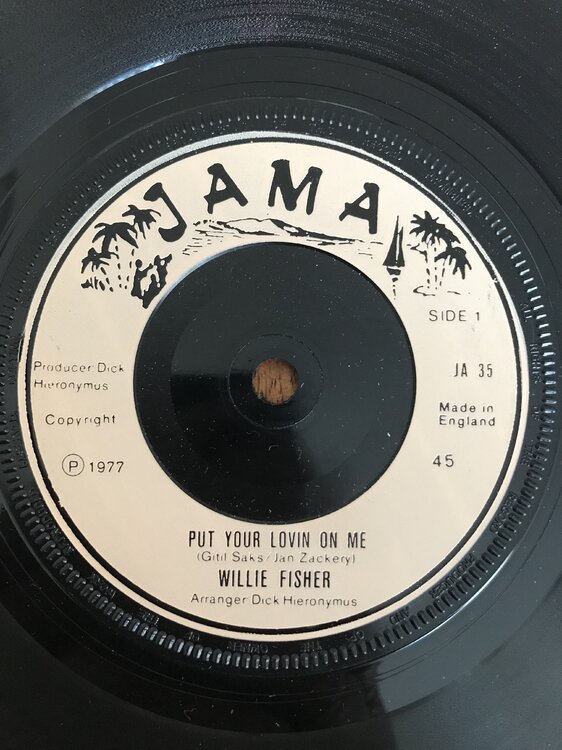 JAMA
SIDE 1
Producer: Dick
Hieronymus
JA 35
Copyright
Made in
England
Ⓟ 1977
45
PUT YOUR LOVIN ON ME
(Gitil Saks/Jan Zackery)
WILLIE FISHER
Arranger Dick Hieronymus